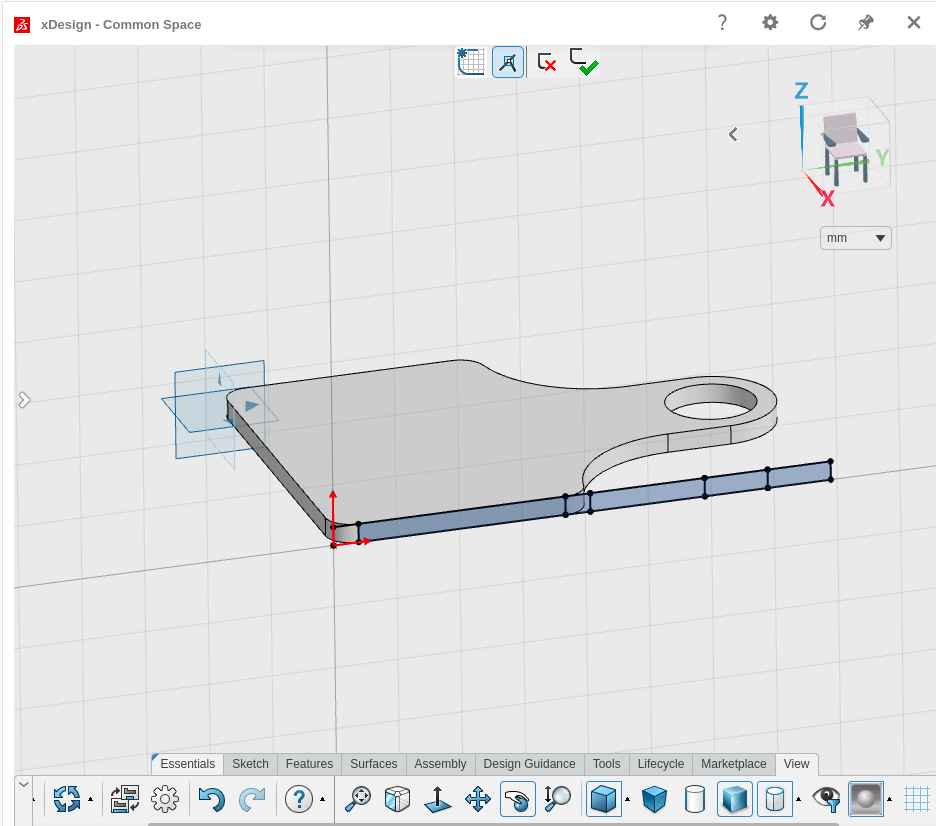 xDesign - Common Space
?
Z
Y
X
mm
Essentials Sketch Features Surfaces Assembly Design Guidance Tools Lifecycle Marketplace View
?